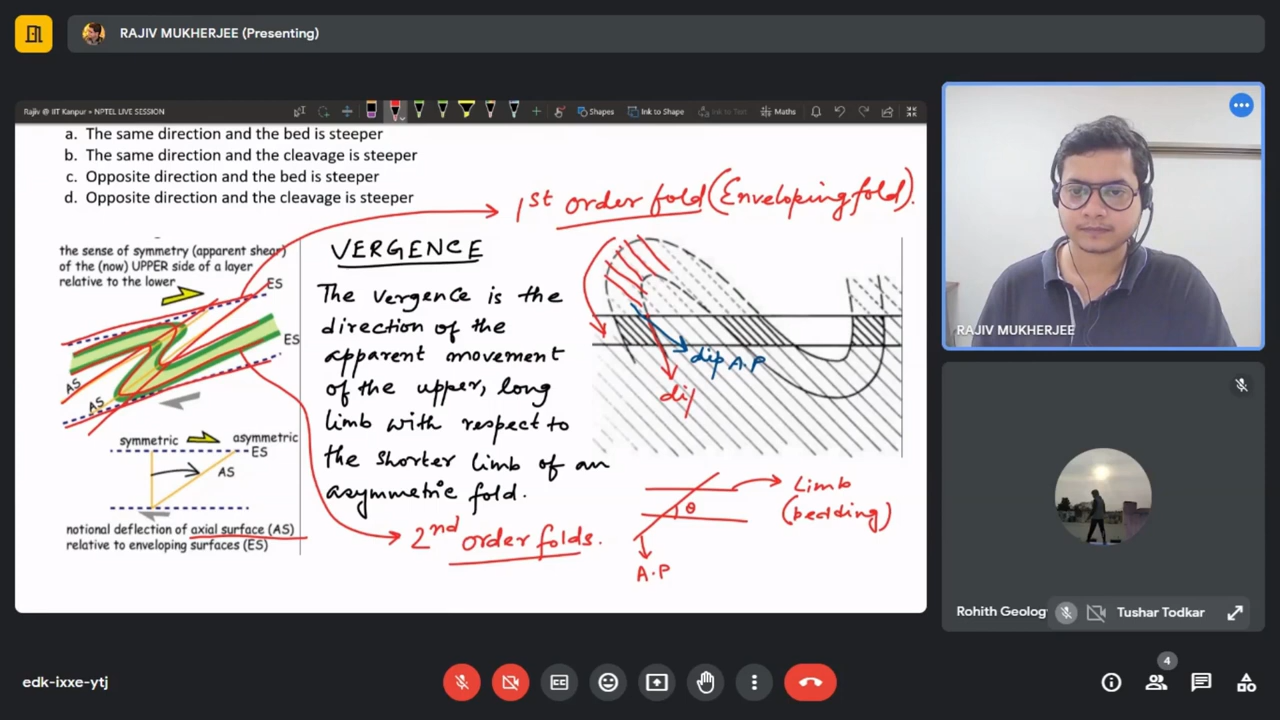 RAJIV MUKHERJEE (Presenting)
Rajiv @ IIT Kanpur » NPTEL LIVE SESSION
Shapes
Ink to Shape
Ink to Text
Maths
a. The same direction and the bed is steeper
b. The same direction and the cleavage is steeper
c. Opposite direction and the bed is steeper
d. Opposite direction and the cleavage is steeper
1st order fold (Enveloping fold).
the sense of symmetry (apparent shear)
of the (now) UPPER side of a layer
relative to the lower
ES
ES
AS
AS
symmetric
asymmetric
ES
AS
notional deflection of axial surface (AS)
relative to enveloping surfaces (ES)
VERGENCE
The vergence is the
direction of the
apparent movement
of the upper, long
limb with respect to
the shorter limb of an
asymmetric fold.
2nd order folds.
dip A.P
dip
θ
Limb
(bedding)
A.P
RAJIV MUKHERJEE
Rohith Geolog
Tushar Todkar
edk-ixxe-ytj
4